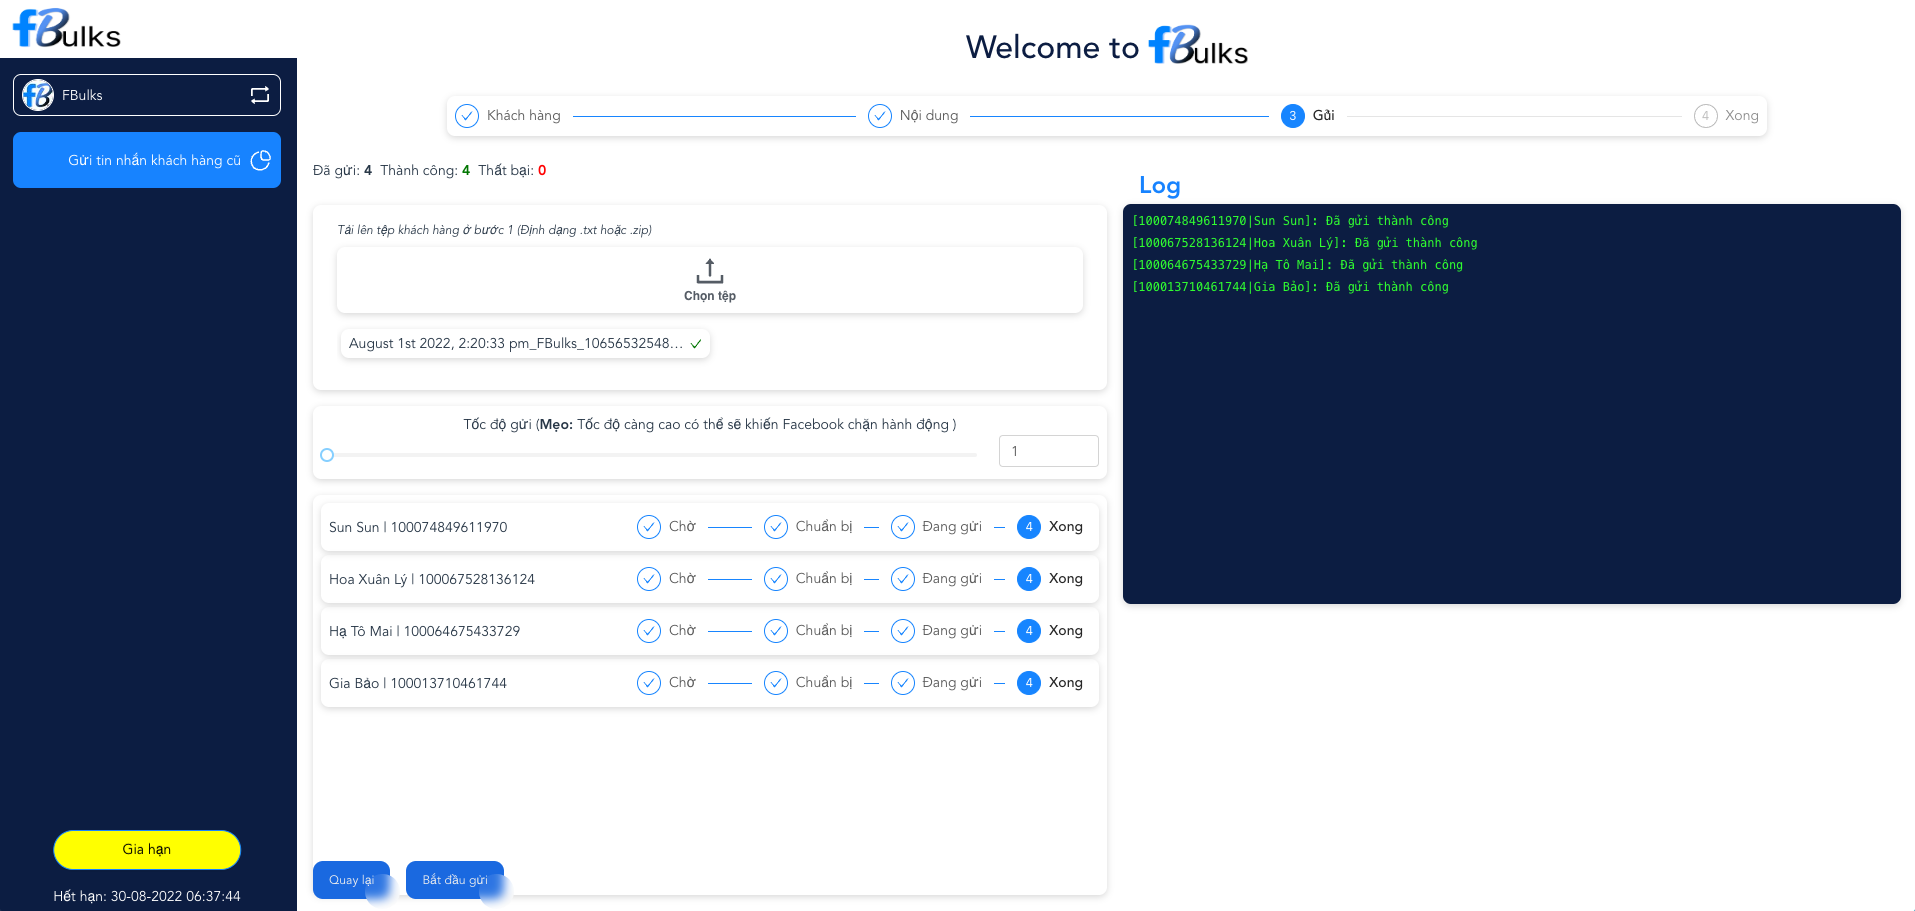 fBulks
FBulks
Gửi tin nhắn khách hàng cũ
Gia hạn
Hết hạn: 30-08-2022 06:37:44
Welcome to fBulks
Khách hàng
Nội dung
3 Gửi
4 Xong
Đã gửi: 4 Thành công: 4 Thất bại: 0
Tải lên tệp khách hàng ở bước 1 (Định dạng .txt hoặc .zip)
Chọn tệp
August 1st 2022, 2:20:33 pm_FBulks_10656532548...
Tốc độ gửi (Mẹo: Tốc độ càng cao có thể sẽ khiến Facebook chặn hành động )
1
Sun Sun | 100074849611970 Chờ Chuẩn bị Đang gửi 4 Xong
Hoa Xuân Lý | 100067528136124 Chờ Chuẩn bị Đang gửi 4 Xong
Hạ Tô Mai | 100064675433729 Chờ Chuẩn bị Đang gửi 4 Xong
Gia Bảo | 100013710461744 Chờ Chuẩn bị Đang gửi 4 Xong
Quay lại
Bắt đầu gửi
Log
[100074849611970|Sun Sun]: Đã gửi thành công
[100067528136124|Hoa Xuân Lý]: Đã gửi thành công
[100064675433729|Hạ Tô Mai]: Đã gửi thành công
[100013710461744|Gia Bảo]: Đã gửi thành công